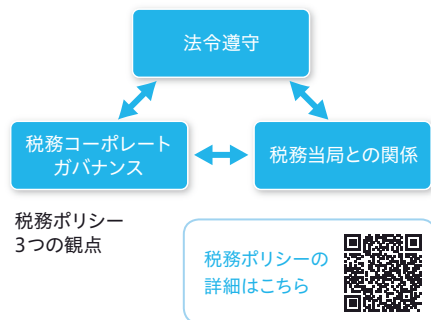 法令遵守
税務コーポレート
ガバナンス
税務当局との関係
税務ポリシー
3つの観点
税務ポリシーの
詳細はこちら